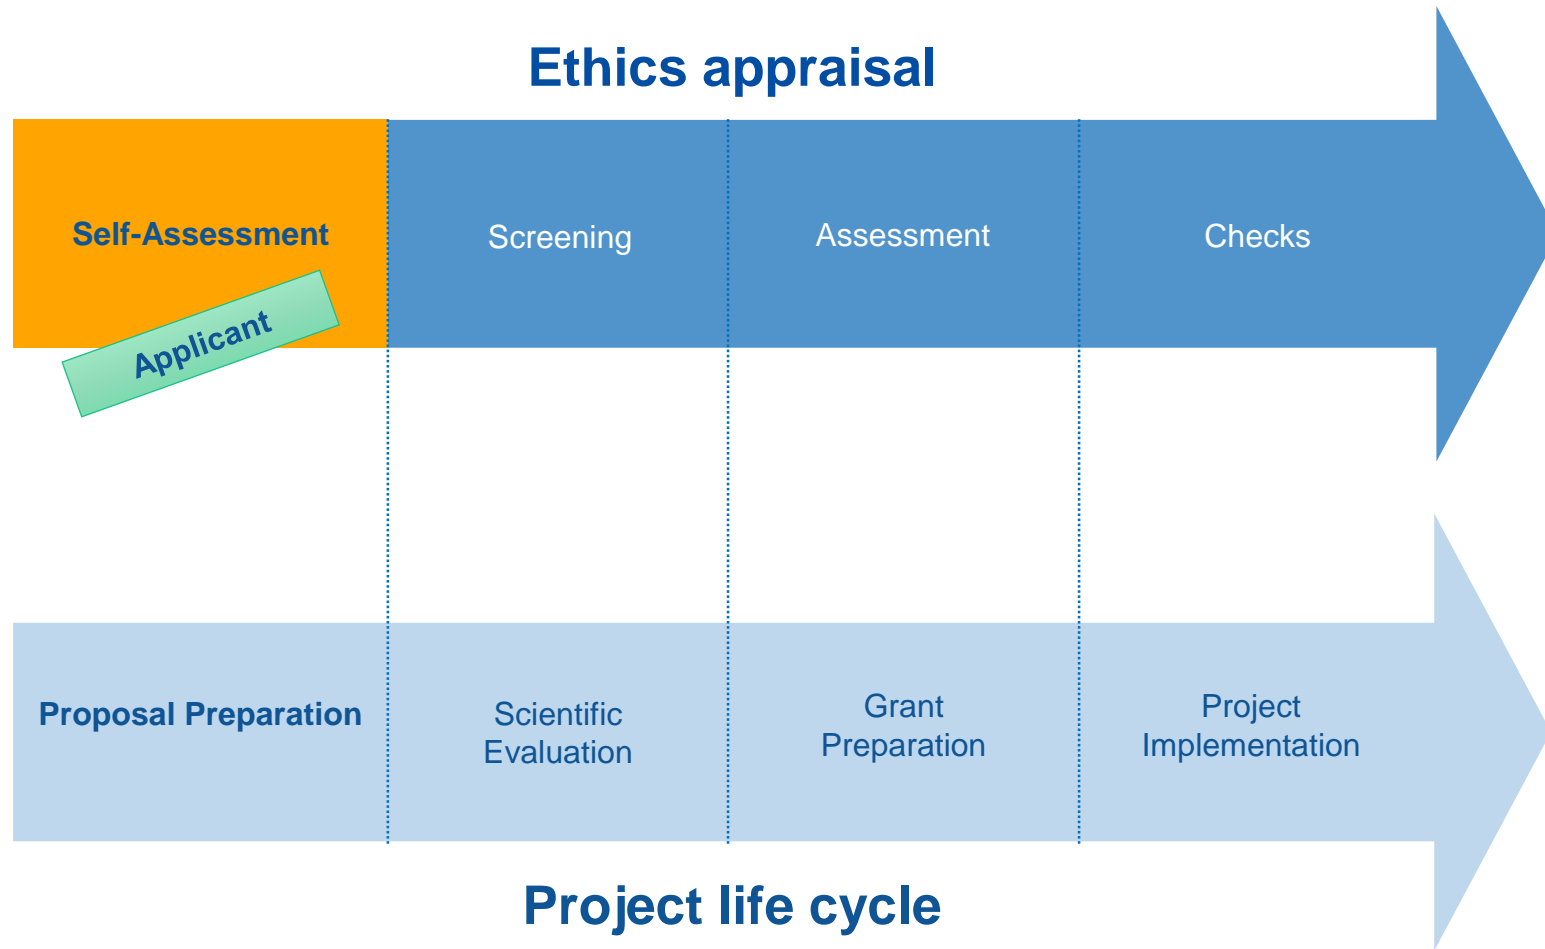 Ethics appraisal
Self-Assessment
Screening
Assessment
Checks
Applicant
Proposal Preparation
Scientific
Evaluation
Grant
Preparation
Project
Implementation
Project life cycle